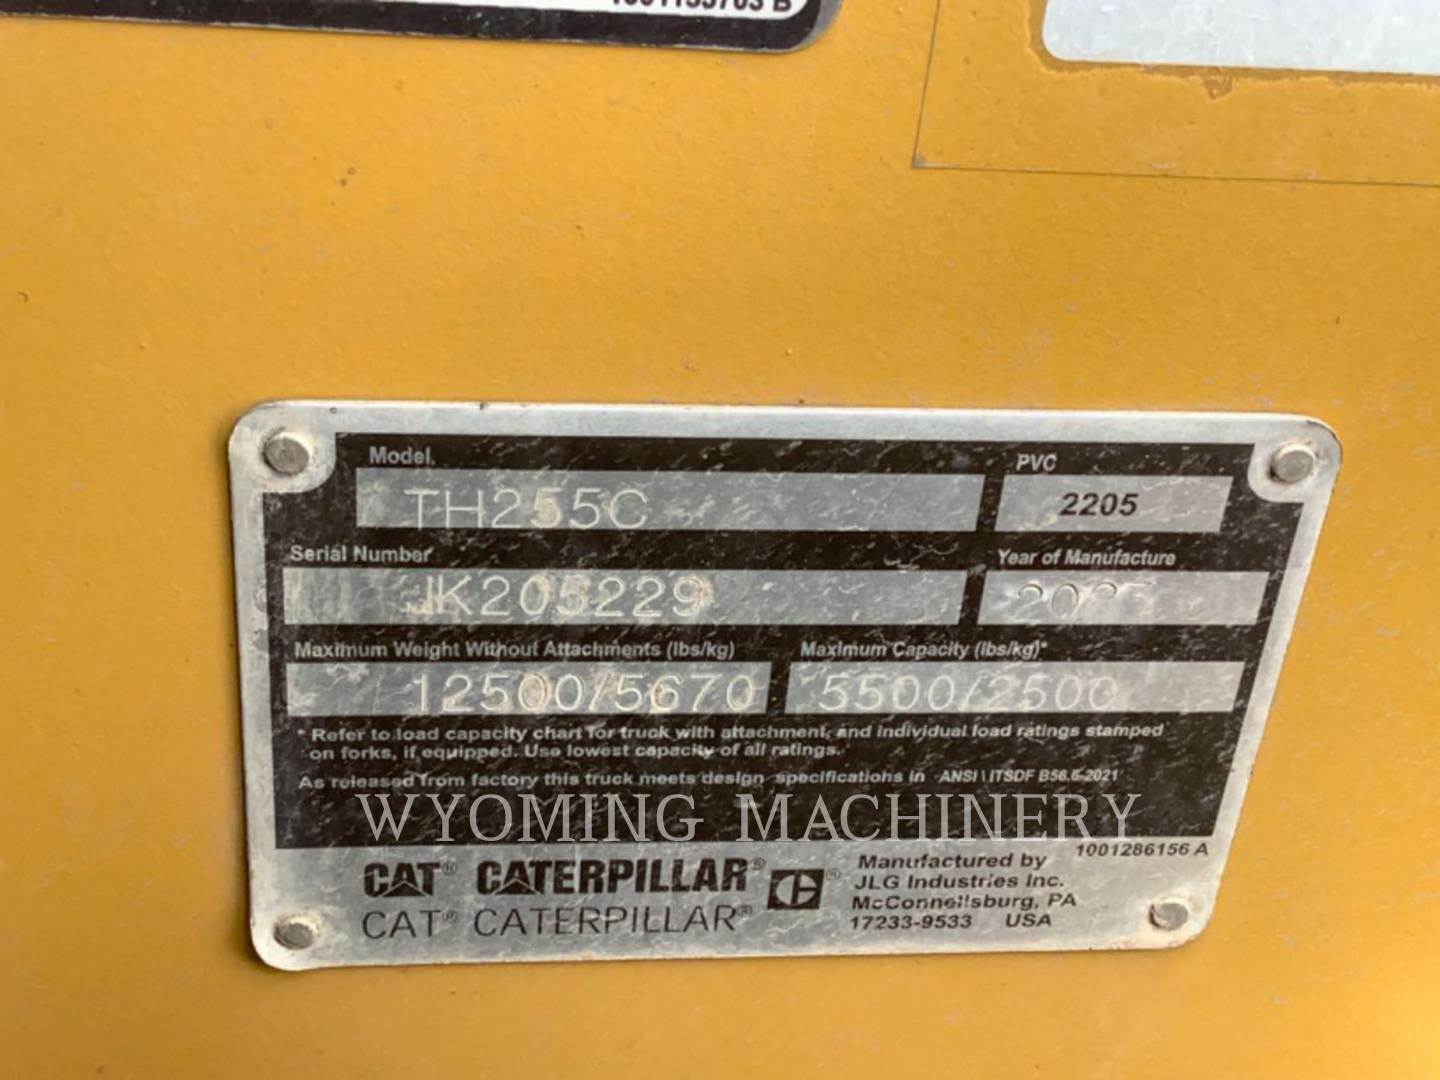 Model
PVC
TH255C
2205
Serial Number
Year of Manufacture
JK205229
Maximum Weight Without Attachments (lbs/kg)
Maximum Capacity (lbs/kg)*
12500/5670
5500/2500
* Refer to load capacity chart for truck with attachment, and individual load ratings stamped
on forks, if equipped. Use lowest capacity of all ratings.
As released from factory this truck meets design specifications in ANSI \ ITSDF B56.6-2021
WYOMING MACHINERY
1001286156 A
CAT® CATERPILLAR®
CAT® CATERPILLAR®
Manufactured by
JLG Industries Inc.
McConnellsburg, PA
17233-9533 USA